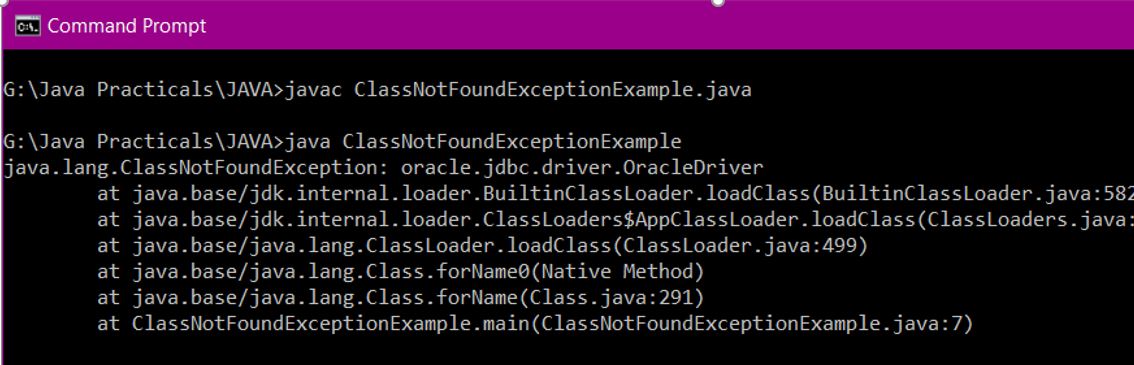 Command Prompt
G:\Java Practicals\JAVA>javac ClassNotFoundExceptionExample.java
G:\Java Practicals\JAVA>java ClassNotFoundExceptionExample
java.lang.ClassNotFoundException: oracle.jdbc.driver.OracleDriver
at java.base/jdk.internal.loader.BuiltinClassLoader.loadClass(BuiltinClassLoader.java:582
at java.base/jdk.internal.loader.ClassLoaders$AppClassLoader.loadClass(ClassLoaders.java:
at java.base/java.lang.ClassLoader.loadClass(ClassLoader.java:499)
at java.base/java.lang.Class.forName0(Native Method)
at java.base/java.lang.Class.forName(Class.java:291)
at ClassNotFoundExceptionExample.main(ClassNotFoundExceptionExample.java:7)